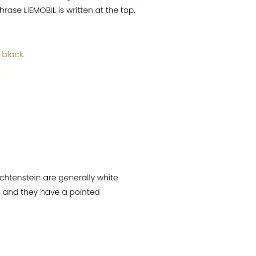 hrase LIEMOBIL is written at the top.
black.
chtenstein are generally white
and they have a pointed